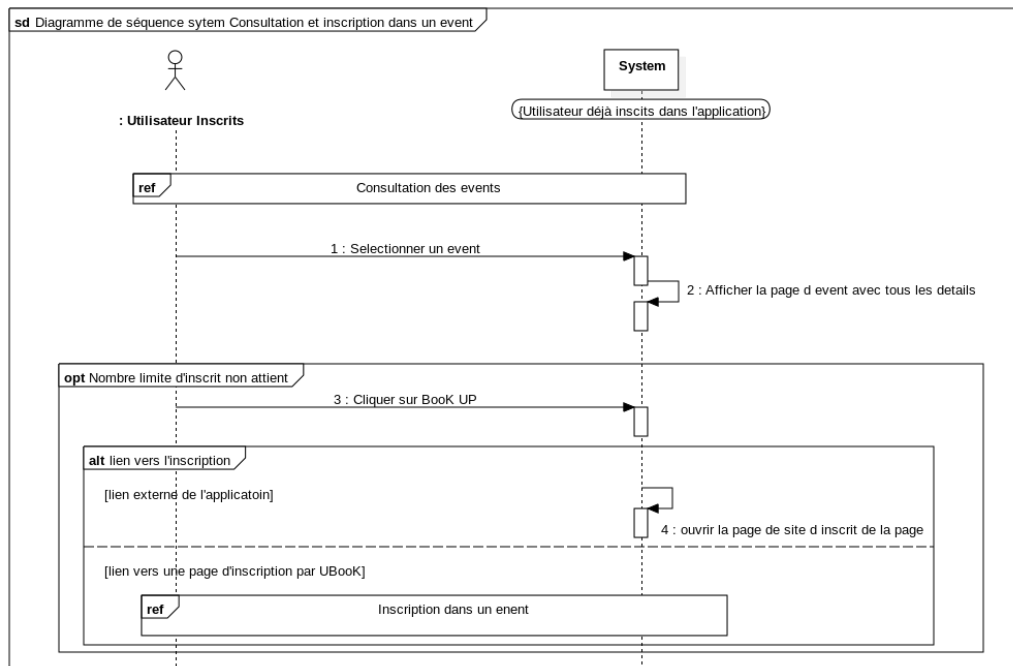 sd Diagramme de séquence sytem Consultation et inscription dans un event
System
{Utilisateur déjà inscits dans l'application}
: Utilisateur Inscrits
ref Consultation des events
1 : Selectionner un event
2 : Afficher la page d event avec tous les details
opt Nombre limite d'inscrit non attient
3 : Cliquer sur BooK UP
alt lien vers l'inscription
[lien externe de l'applicatoin]
4 : ouvrir la page de site d inscrit de la page
[lien vers une page d'inscription par UBooK]
ref Inscription dans un enent